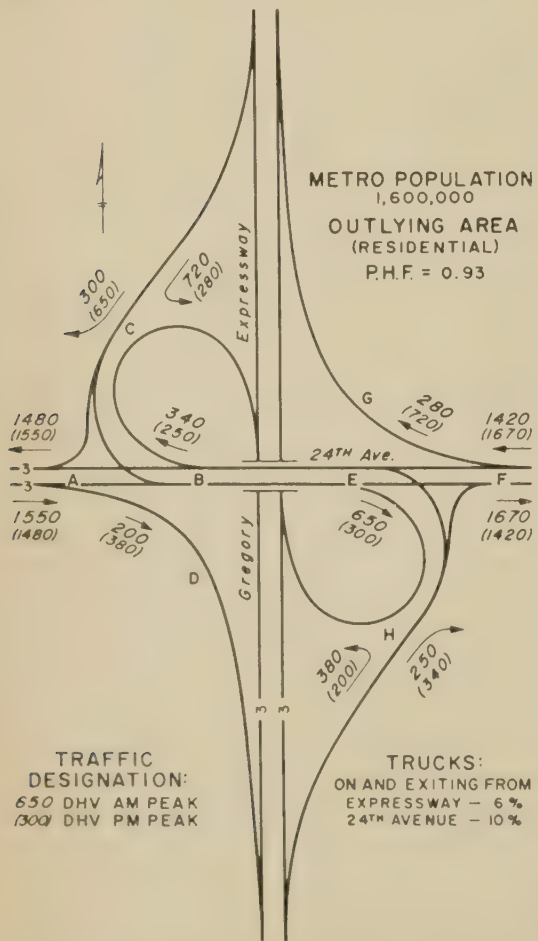 METRO POPULATION
1,600,000
OUTLYING AREA
(RESIDENTIAL)
P.H.F. = 0.93
Expressway
300
(650)
720
(280)
C
340
(250)
G
280
(720)
1480
(1550)
1420
(1670)
24TH Ave.
3
3
A
B
E
F
1550
(1480)
200
(380)
650
(300)
1670
(1420)
D
Gregory
H
380
(200)
250
(340)
3
3
TRAFFIC
DESIGNATION:
650 DHV AM PEAK
(300) DHV PM PEAK
TRUCKS:
ON AND EXITING FROM
EXPRESSWAY — 6%
24TH AVENUE — 10%